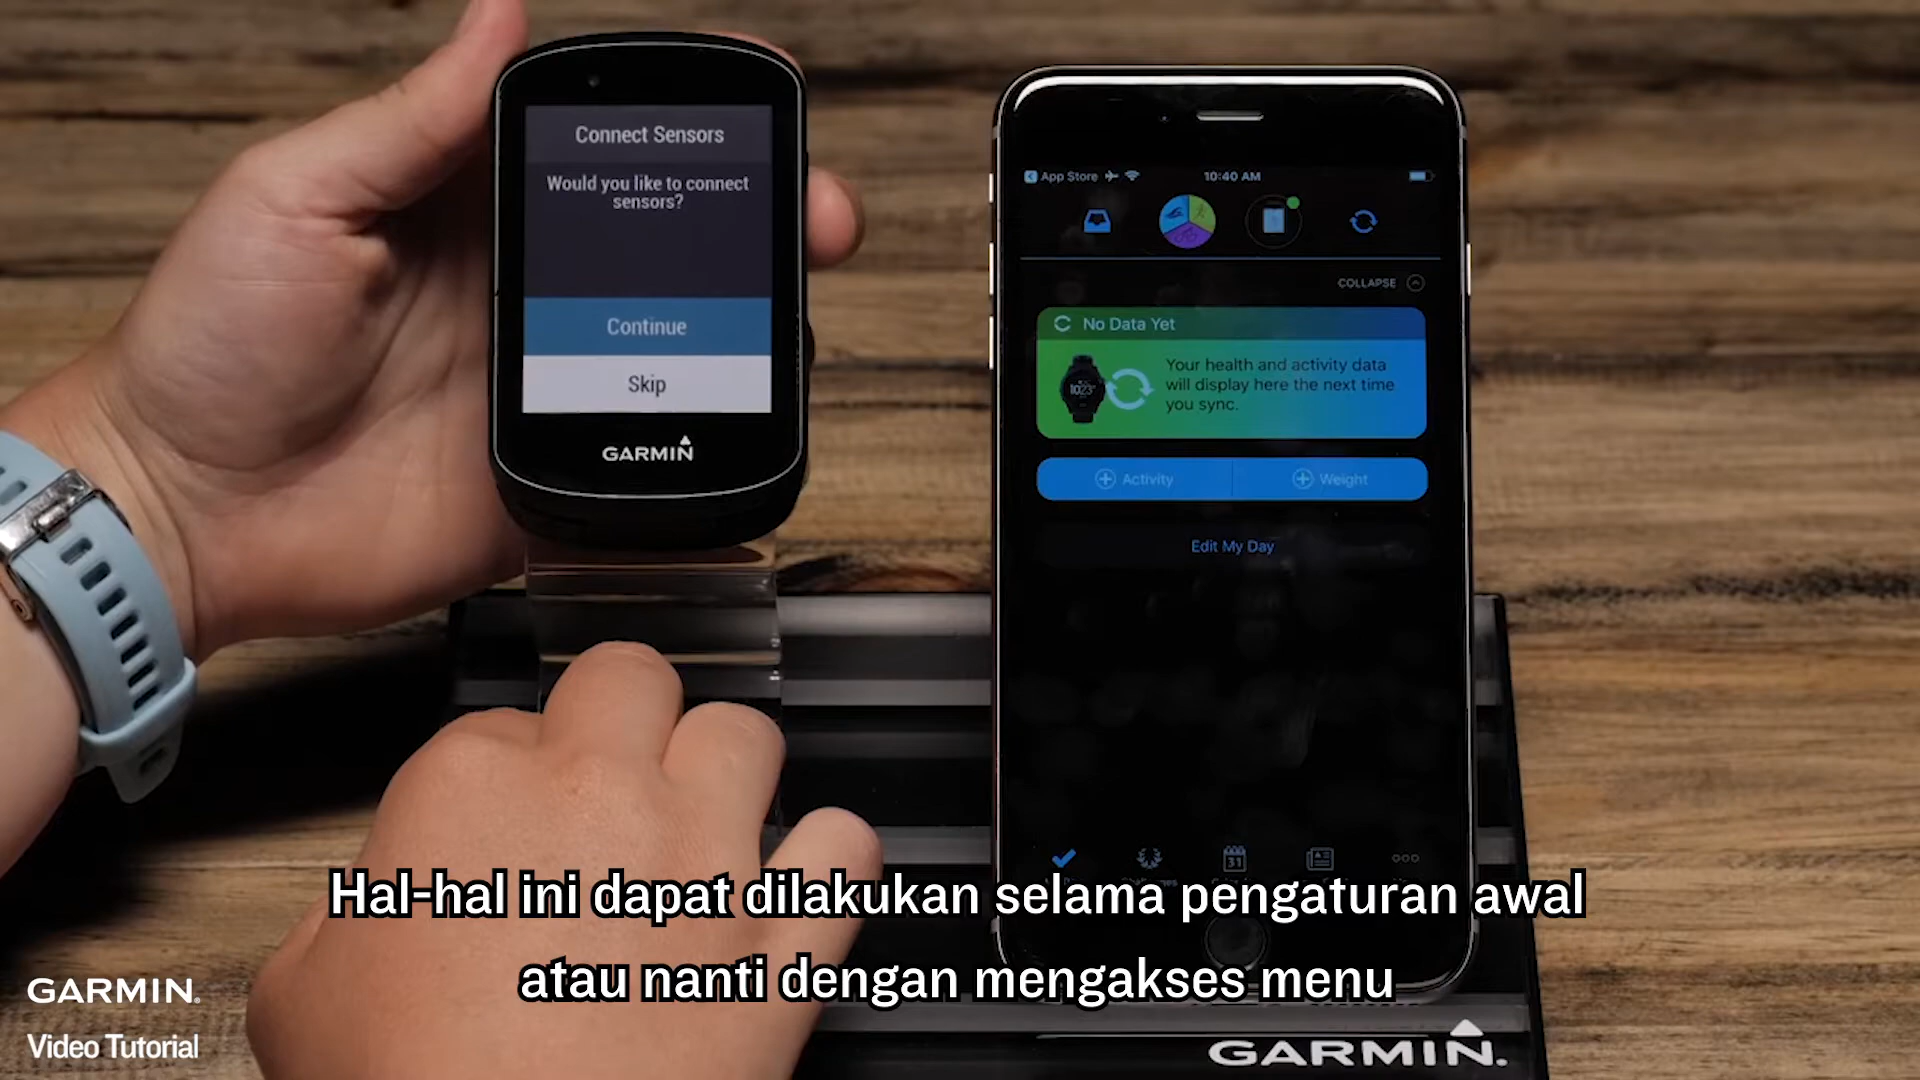 Connect Sensors
Would you like to connect
sensors?
Continue
Skip
GARMIN
App Store
10:40 AM
COLLAPSE
No Data Yet
Your health and activity data
will display here the next time
you sync.
Activity
Weight
Edit My Day
31
Hal-hal ini dapat dilakukan selama pengaturan awal
atau nanti dengan mengakses menu
GARMIN.
Video Tutorial
GARMIN.